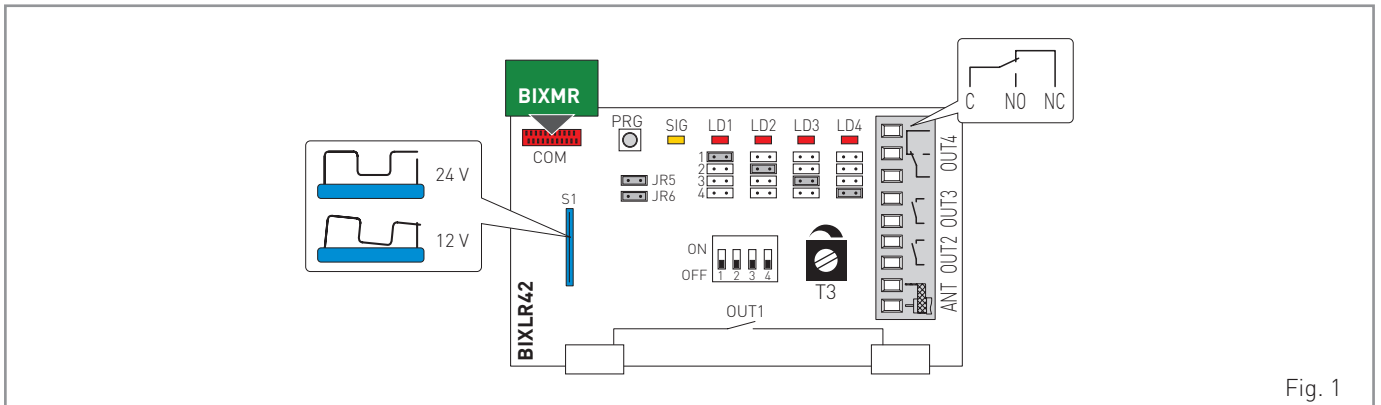 BIXMR
COM
PRG
SIG
LD1
LD2
LD3
LD4
1
2
3
4
JR5
JR6
S1
24 V
12 V
ON
OFF
1 2 3 4
T3
C NO NC
OUT4
OUT3
OUT2
ANT
OUT1
BIXLR42
Fig. 1